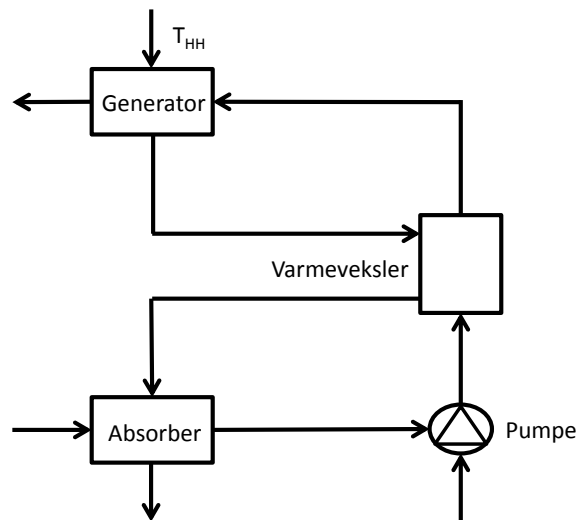 T_HH
Generator
Varmeveksler
Absorber
Pumpe